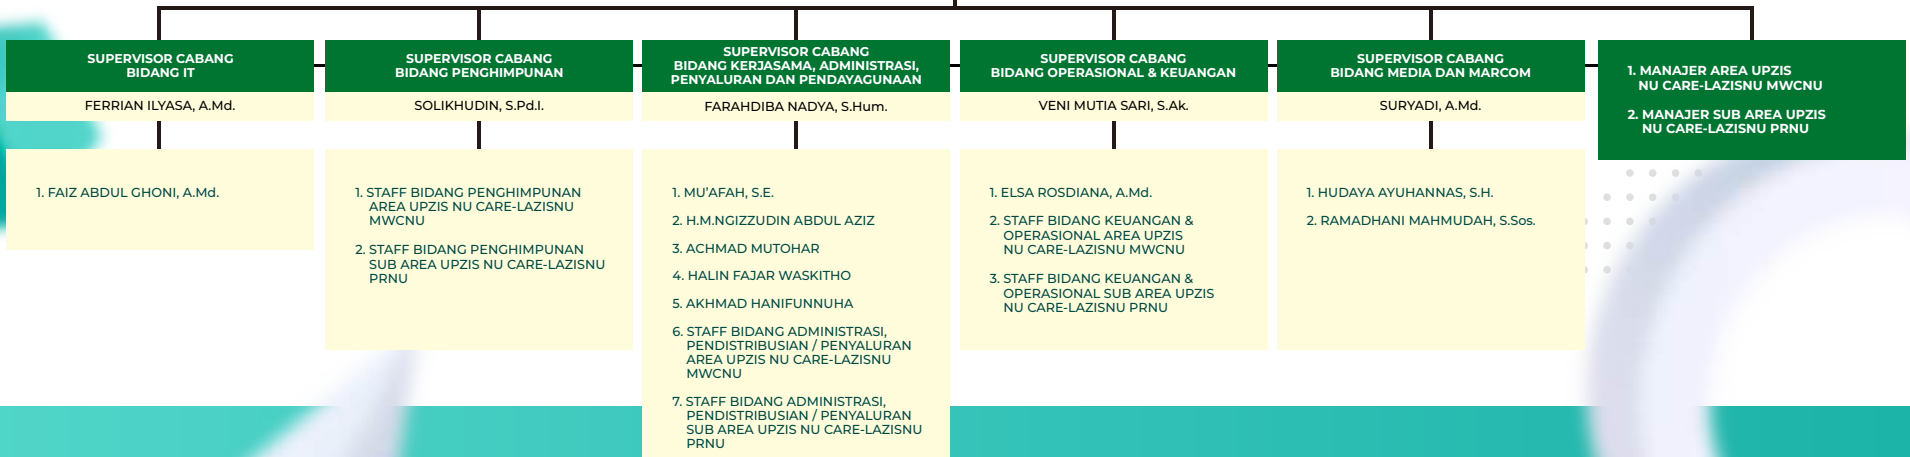 SUPERVISOR CABANG
BIDANG IT
FERRIAN ILYASA, A.Md.
1. FAIZ ABDUL GHONI, A.Md.
SUPERVISOR CABANG
BIDANG PENGHIMPUNAN
SOLIKHUDIN, S.Pd.I.
1. STAFF BIDANG PENGHIMPUNAN
AREA UPZIS NU CARE-LAZISNU
MWCNU
2. STAFF BIDANG PENGHIMPUNAN
SUB AREA UPZIS NU CARE-LAZISNU
PRNU
SUPERVISOR CABANG
BIDANG KERJASAMA, ADMINISTRASI,
PENYALURAN DAN PENDAYAGUNAAN
FARAHDIBA NADYA, S.Hum.
1. MU'AFAH, S.E.
2. H.M.NGIZZUDIN ABDUL AZIZ
3. ACHMAD MUTOHAR
4. HALIN FAJAR WASKITHO
5. AKHMAD HANIFUNNUHA
6. STAFF BIDANG ADMINISTRASI,
PENDISTRIBUSIAN / PENYALURAN
AREA UPZIS NU CARE-LAZISNU
MWCNU
7. STAFF BIDANG ADMINISTRASI,
PENDISTRIBUSIAN / PENYALURAN
SUB AREA UPZIS NU CARE-LAZISNU
PRNU
SUPERVISOR CABANG
BIDANG OPERASIONAL & KEUANGAN
VENI MUTIA SARI, S.Ak.
1. ELSA ROSDIANA, A.Md.
2. STAFF BIDANG KEUANGAN &
OPERASIONAL AREA UPZIS
NU CARE-LAZISNU MWCNU
3. STAFF BIDANG KEUANGAN &
OPERASIONAL SUB AREA UPZIS
NU CARE-LAZISNU PRNU
SUPERVISOR CABANG
BIDANG MEDIA DAN MARCOM
SURYADI, A.Md.
1. HUDAYA AYUHANNAS, S.H.
2. RAMADHANI MAHMUDAH, S.Sos.
1. MANAJER AREA UPZIS
NU CARE-LAZISNU MWCNU
2. MANAJER SUB AREA UPZIS
NU CARE-LAZISNU PRNU